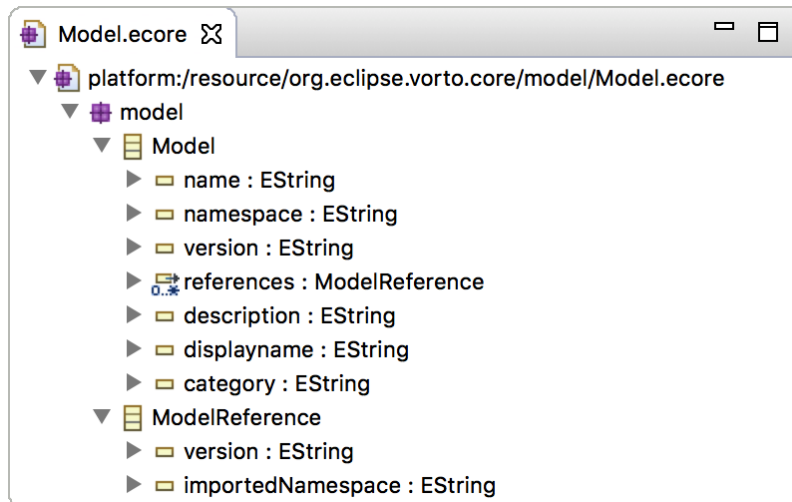 Model.ecore
platform:/resource/org.eclipse.vorto.core/model/Model.ecore
model
Model
name : EString
namespace : EString
version : EString
0..* references : ModelReference
description : EString
displayname : EString
category : EString
ModelReference
version : EString
importedNamespace : EString